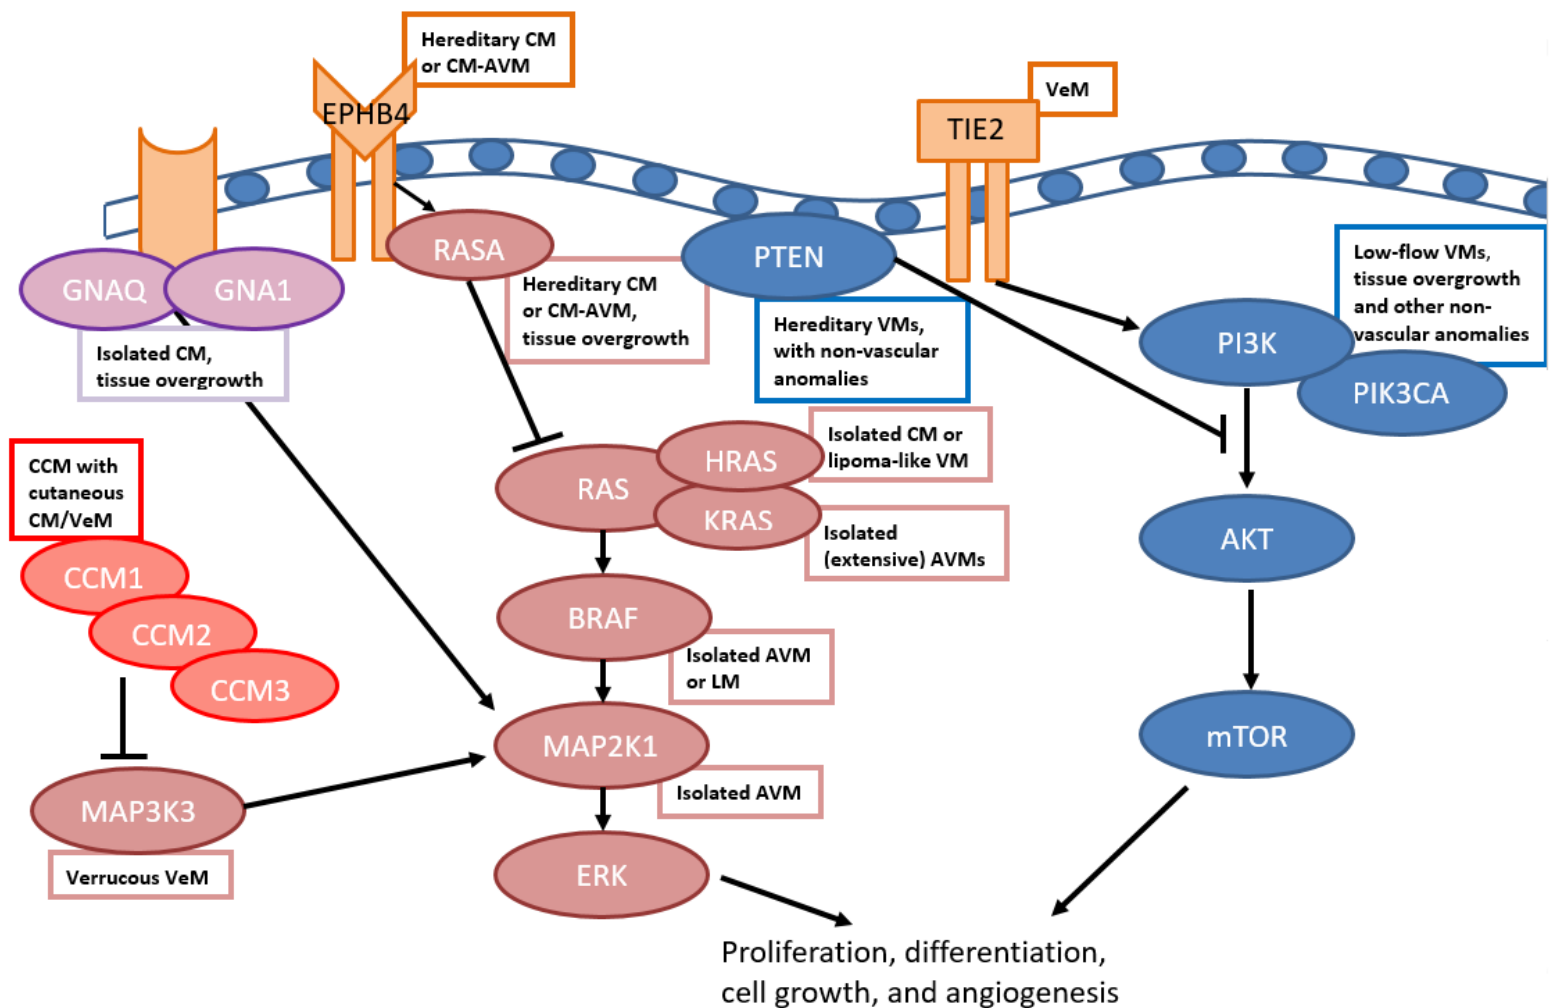 Hereditary CM
or CM-AVM
EPHB4
VeM
TIE2
RASA
PTEN
GNAQ
GNA1
Hereditary CM
or CM-AVM,
tissue overgrowth
Low-flow VMs,
tissue overgrowth
and other non-
vascular anomalies
Isolated CM,
tissue overgrowth
Hereditary VMs,
with non-vascular
anomalies
PI3K
PIK3CA
CCM with
cutaneous
CM/VeM
RAS
HRAS
KRAS
Isolated CM or
lipoma-like VM
Isolated
(extensive) AVMs
AKT
CCM1
CCM2
CCM3
BRAF
Isolated AVM
or LM
MAP2K1
Isolated AVM
mTOR
MAP3K3
Verrucous VeM
ERK
Proliferation, differentiation,
cell growth, and angiogenesis